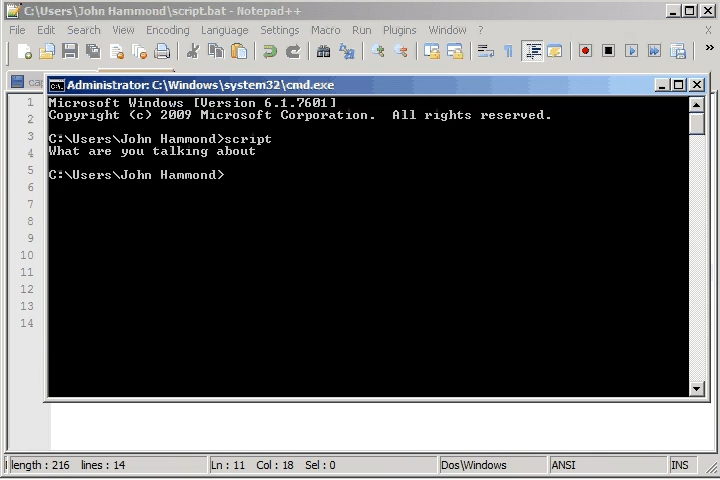 C:\Users\John Hammond\script.bat - Notepad++
File Edit Search View Encoding Language Settings Macro Run Plugins Window ? X
Administrator: C:\Windows\system32\cmd.exe
Microsoft Windows [Version 6.1.7601]
Copyright (c) 2009 Microsoft Corporation.  All rights reserved.
C:\Users\John Hammond>script
What are you talking about
C:\Users\John Hammond>
1
2
3
4
5
6
7
8
9
10
11
12
13
14
length : 216 lines : 14 Ln : 11 Col : 18 Sel : 0 Dos\Windows ANSI INS